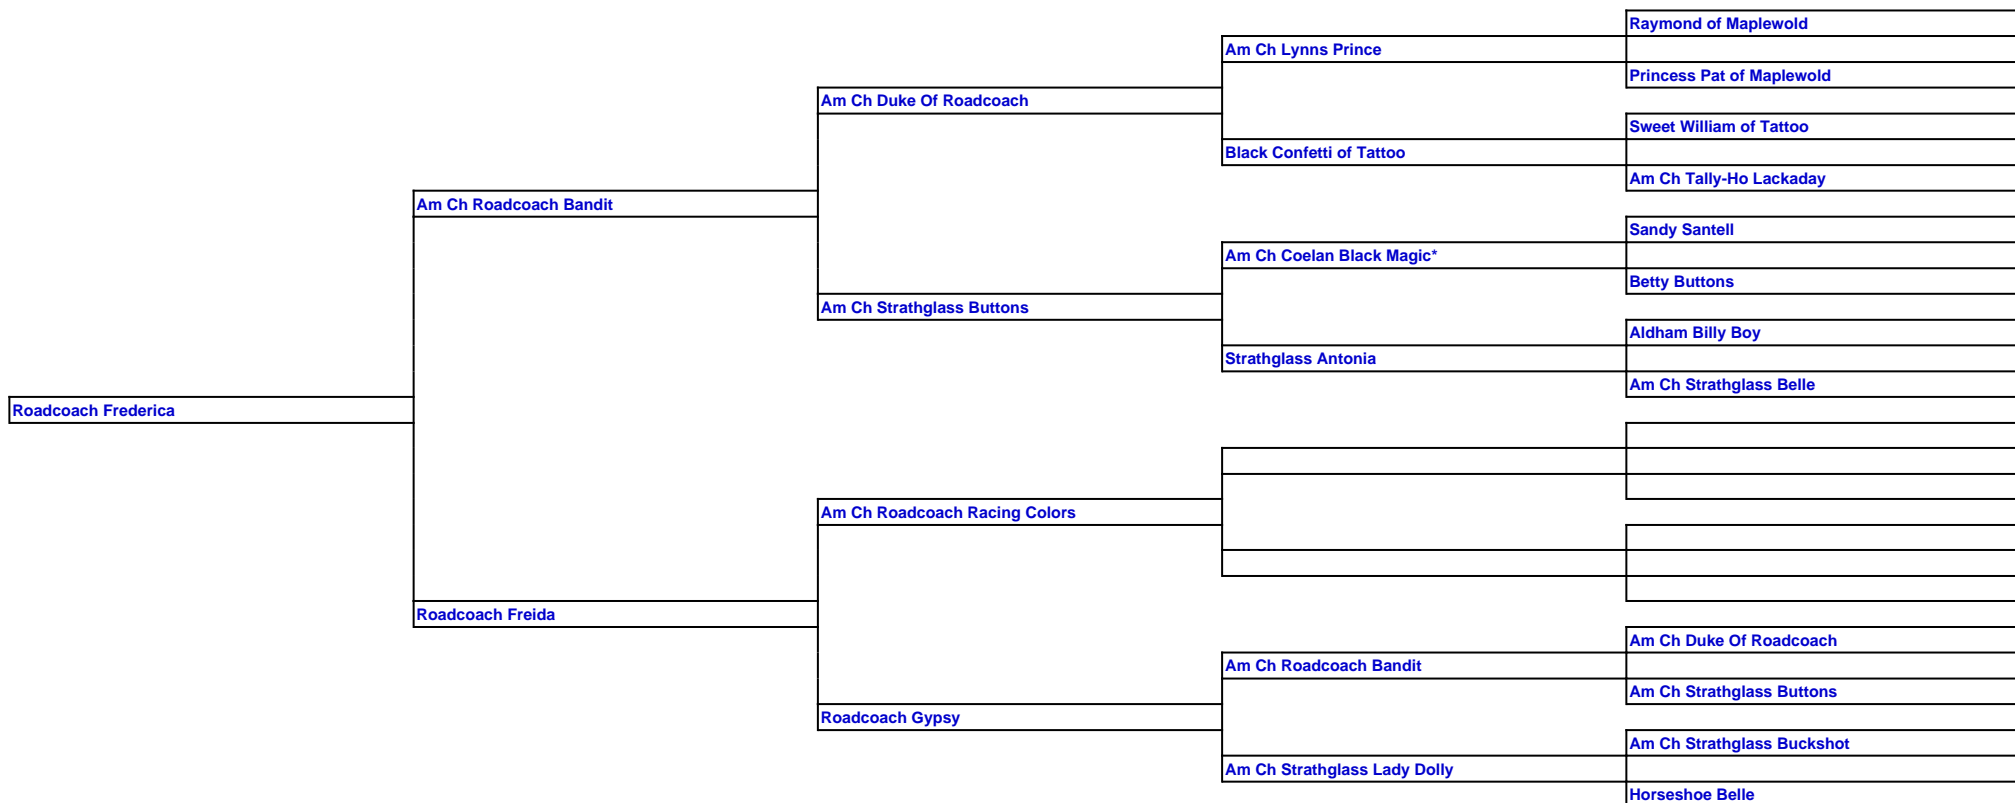 Raymond of Maplewold
Am Ch Lynns Prince
Princess Pat of Maplewold
Am Ch Duke Of Roadcoach
Sweet William of Tattoo
Black Confetti of Tattoo
Am Ch Tally-Ho Lackaday
Am Ch Roadcoach Bandit
Sandy Santell
Am Ch Coelan Black Magic*
Betty Buttons
Am Ch Strathglass Buttons
Aldham Billy Boy
Strathglass Antonia
Am Ch Strathglass Belle
Roadcoach Frederica
Am Ch Roadcoach Racing Colors
Roadcoach Freida
Am Ch Duke Of Roadcoach
Am Ch Roadcoach Bandit
Am Ch Strathglass Buttons
Roadcoach Gypsy
Am Ch Strathglass Buckshot
Am Ch Strathglass Lady Dolly
Horseshoe Belle